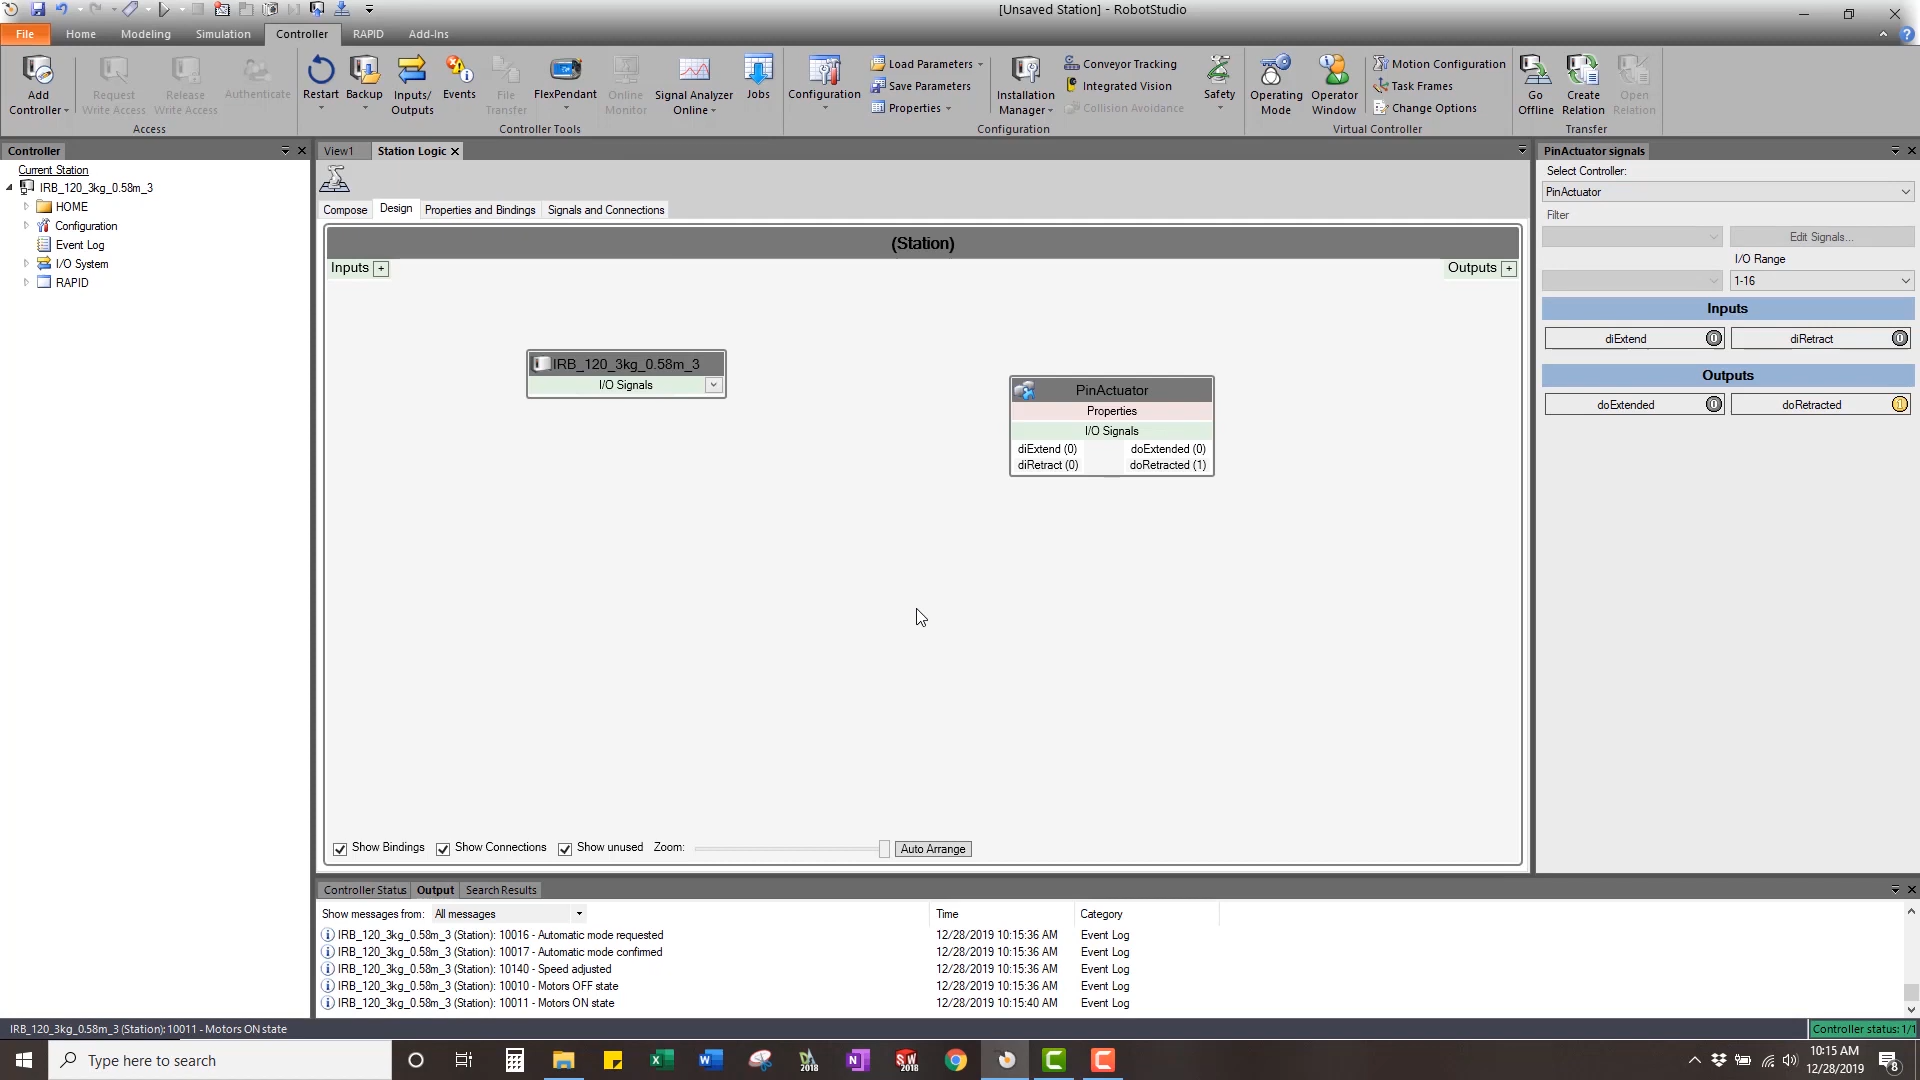 [Unsaved Station] - RobotStudio
File Home Modeling Simulation Controller RAPID Add-Ins
Add Controller
Request Write Access
Release Write Access
Authenticate
Access
Restart
Backup
Inputs/ Outputs
Events
File Transfer
FlexPendant
Online Monitor
Signal Analyzer Online
Jobs
Controller Tools
Configuration
Load Parameters
Save Parameters
Properties
Installation Manager
Conveyor Tracking
Integrated Vision
Collision Avoidance
Safety
Configuration
Operating Mode
Operator Window
Motion Configuration
Task Frames
Change Options
Virtual Controller
Go Offline
Create Relation
Open Relation
Transfer
Controller
Current Station
IRB_120_3kg_0.58m_3
HOME
Configuration
Event Log
I/O System
RAPID
View1 Station Logic
Compose Design Properties and Bindings Signals and Connections
(Station)
Inputs + Outputs +
IRB_120_3kg_0.58m_3
I/O Signals
PinActuator
Properties
I/O Signals
diExtend (0) doExtended (0)
diRetract (0) doRetracted (1)
Show Bindings Show Connections Show unused Zoom: Auto Arrange
PinActuator signals
Select Controller:
PinActuator
Filter
Edit Signals...
I/O Range
1-16
Inputs
diExtend 0 diRetract 0
Outputs
doExtended 0 doRetracted 1
Controller Status Output Search Results
Show messages from: All messages Time Category
IRB_120_3kg_0.58m_3 (Station): 10016 - Automatic mode requested 12/28/2019 10:15:36 AM Event Log
IRB_120_3kg_0.58m_3 (Station): 10017 - Automatic mode confirmed 12/28/2019 10:15:36 AM Event Log
IRB_120_3kg_0.58m_3 (Station): 10140 - Speed adjusted 12/28/2019 10:15:36 AM Event Log
IRB_120_3kg_0.58m_3 (Station): 10010 - Motors OFF state 12/28/2019 10:15:36 AM Event Log
IRB_120_3kg_0.58m_3 (Station): 10011 - Motors ON state 12/28/2019 10:15:40 AM Event Log
IRB_120_3kg_0.58m_3 (Station): 10011 - Motors ON state Controller status: 1/1
Type here to search
2018
2018
10:15 AM
12/28/2019
8